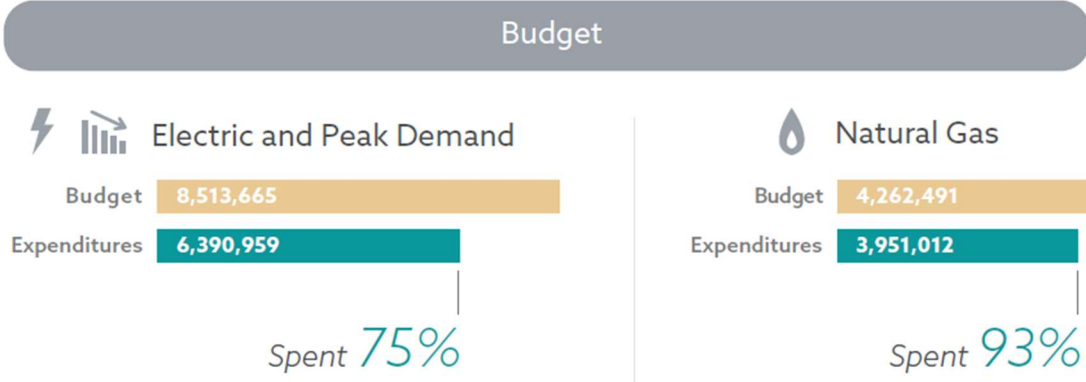 Budget
Electric and Peak Demand
Budget 8,513,665
Expenditures 6,390,959
Spent 75%
Natural Gas
Budget 4,262,491
Expenditures 3,951,012
Spent 93%